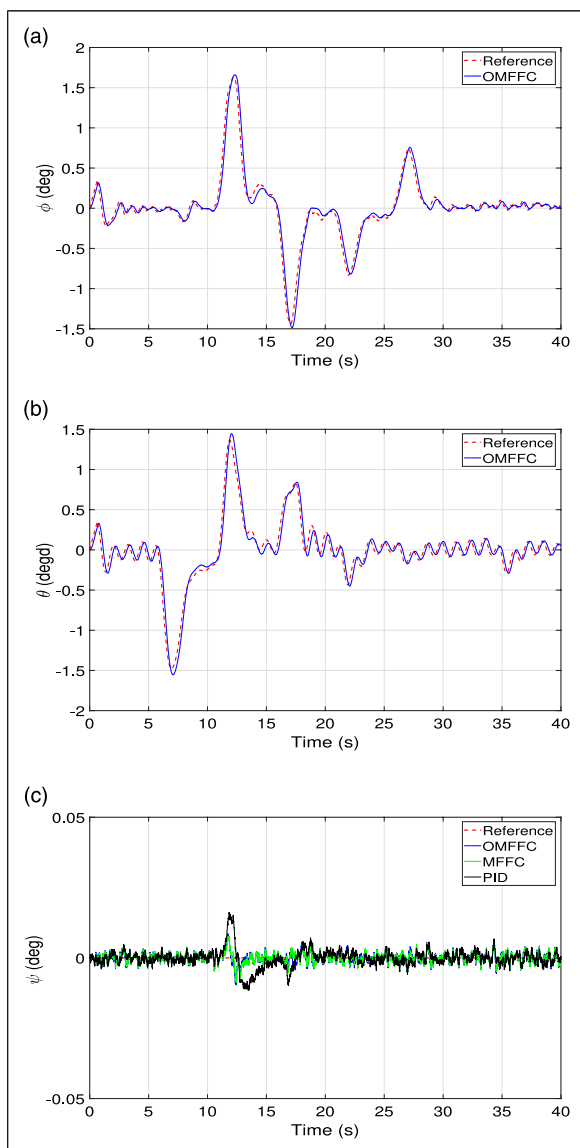 (a)
2
1.5
1
0.5
0
-0.5
-1
-1.5
ϕ (deg)
Reference
OMFFC
0 5 10 15 20 25 30 35 40
Time (s)
(b)
1.5
1
0.5
0
-0.5
-1
-1.5
-2
θ (degd)
Reference
OMFFC
0 5 10 15 20 25 30 35 40
Time (s)
(c)
0.05
0
-0.05
ψ (deg)
Reference
OMFFC
MFFC
PID
0 5 10 15 20 25 30 35 40
Time (s)